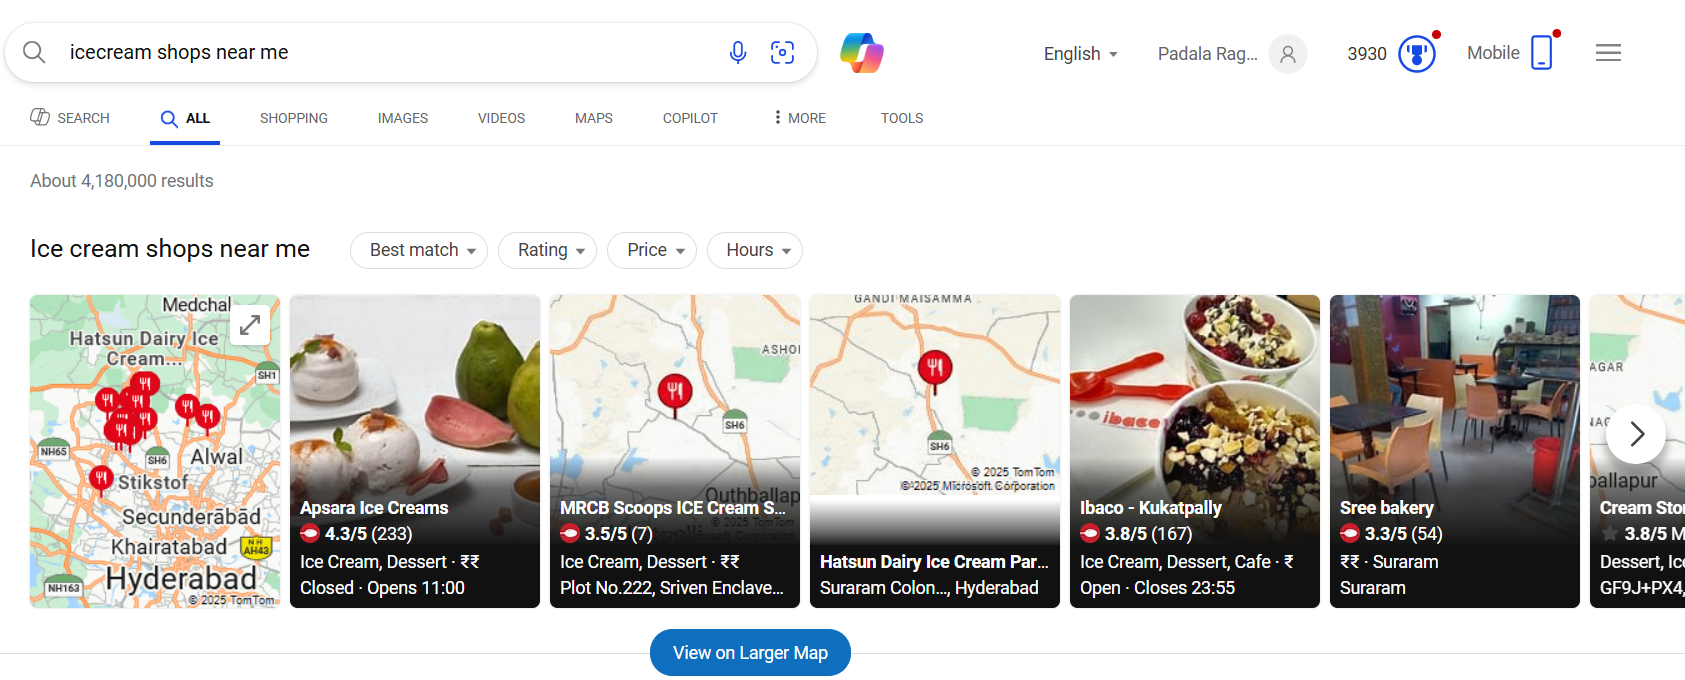 icecream shops near me
English
Padala Rag...
3930
Mobile
SEARCH
ALL
SHOPPING
IMAGES
VIDEOS
MAPS
COPILOT
MORE
TOOLS
About 4,180,000 results
Ice cream shops near me
Best match
Rating
Price
Hours
Medchal
Hatsun Dairy Ice
Cream...
SH1
NH65
SH6
Alwal
Stikstof
Secunderābād
Khairatabad
NH
AH43
Hyderabad
NH163
© 2025 TomTom
Apsara Ice Creams
4.3/5 (233)
Ice Cream, Dessert · ₹₹
Closed · Opens 11:00
ASHOI
SH6
Quthballap
© 2025 TomTom
MRCB Scoops ICE Cream S...
3.5/5 (7)
Ice Cream, Dessert · ₹₹
Plot No.222, Sriven Enclave...
GANDI MAISAMMA
SH6
© 2025 TomTom
© 2025 Microsoft Corporation
Hatsun Dairy Ice Cream Par...
Suraram Colon..., Hyderabad
ibaco
Ibaco - Kukatpally
3.8/5 (167)
Ice Cream, Dessert, Cafe · ₹
Open · Closes 23:55
Sree bakery
3.3/5 (54)
₹₹ · Suraram
Suraram
AGAR
NAG
pallapur
Cream Sto
3.8/5 M
Dessert, Ice
GF9J+PX4,
View on Larger Map